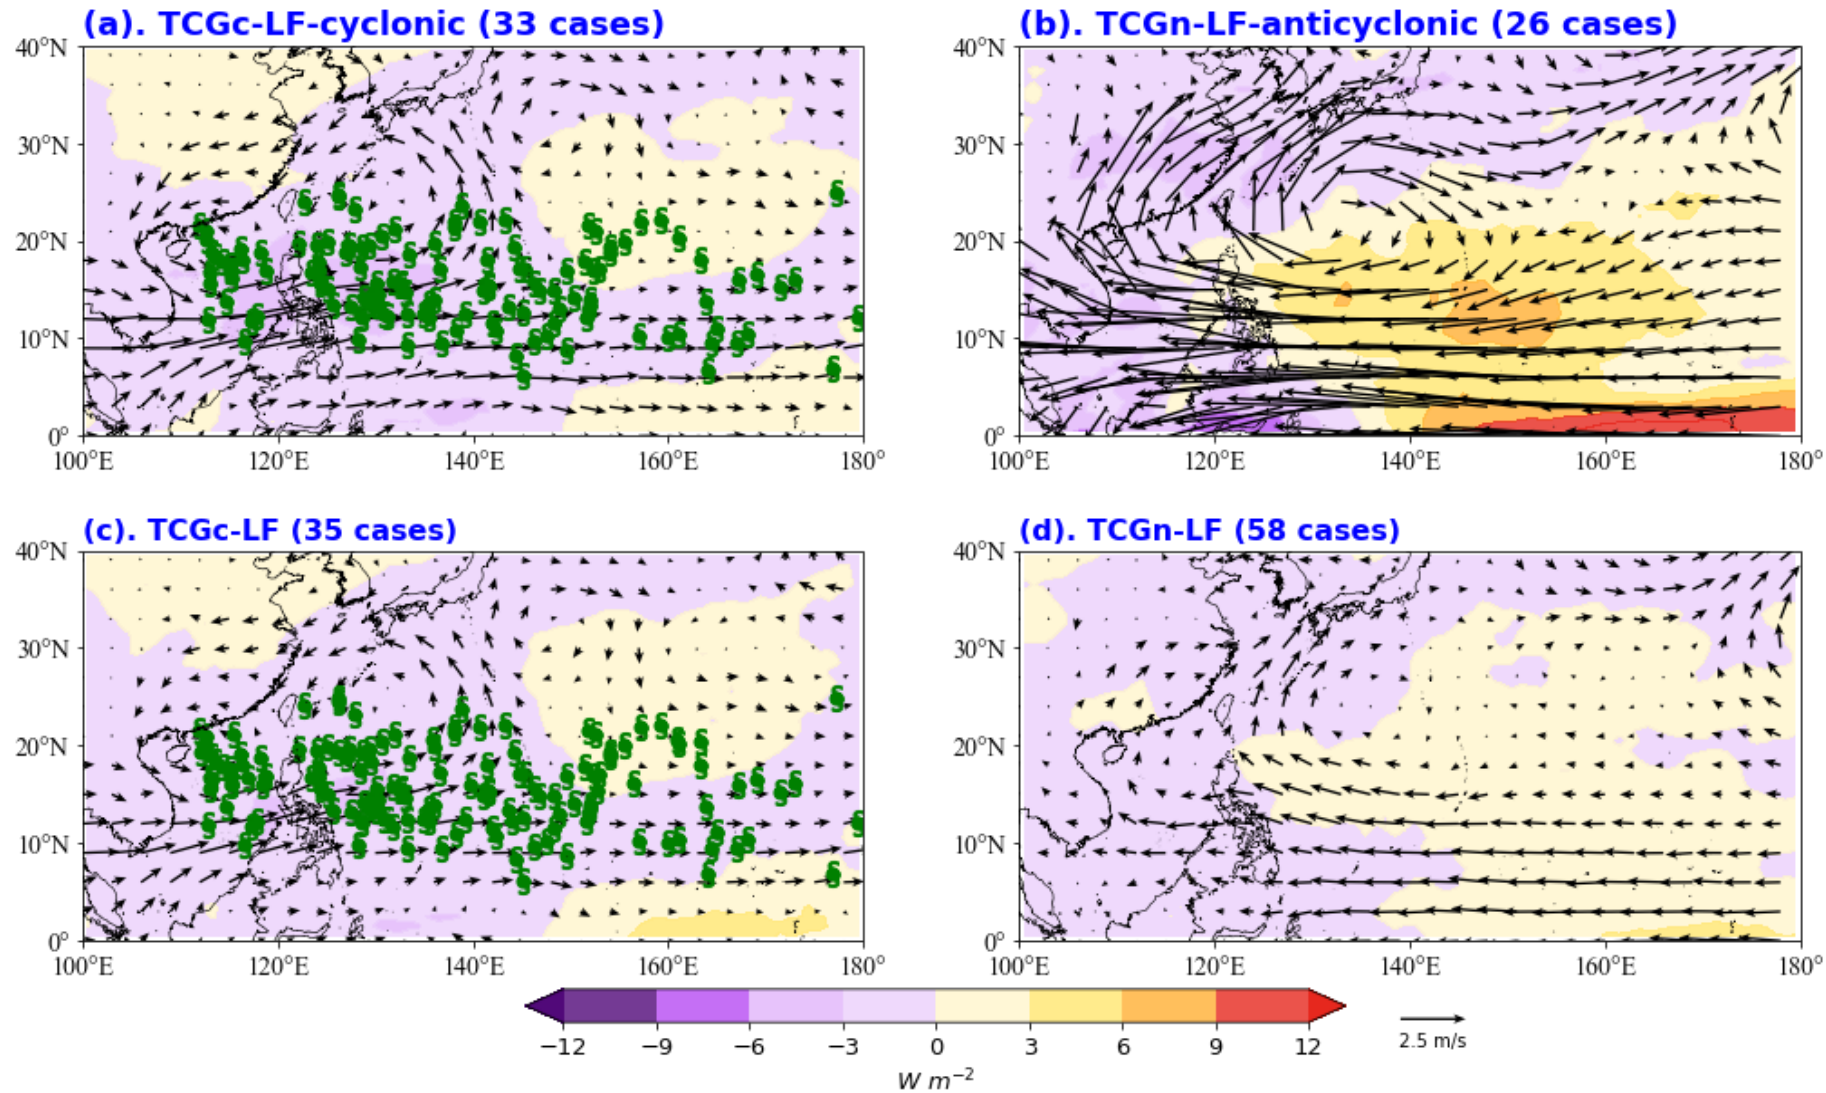 (a). TCGc-LF-cyclonic (33 cases)
(b). TCGn-LF-anticyclonic (26 cases)
40°N
30°N
20°N
10°N
0°
100°E 120°E 140°E 160°E 180°
40°N
30°N
20°N
10°N
0°
100°E 120°E 140°E 160°E 180°
(c). TCGc-LF (35 cases)
(d). TCGn-LF (58 cases)
40°N
30°N
20°N
10°N
0°
100°E 120°E 140°E 160°E 180°
40°N
30°N
20°N
10°N
0°
100°E 120°E 140°E 160°E 180°
−12 −9 −6 −3 0 3 6 9 12
W m⁻²
2.5 m/s